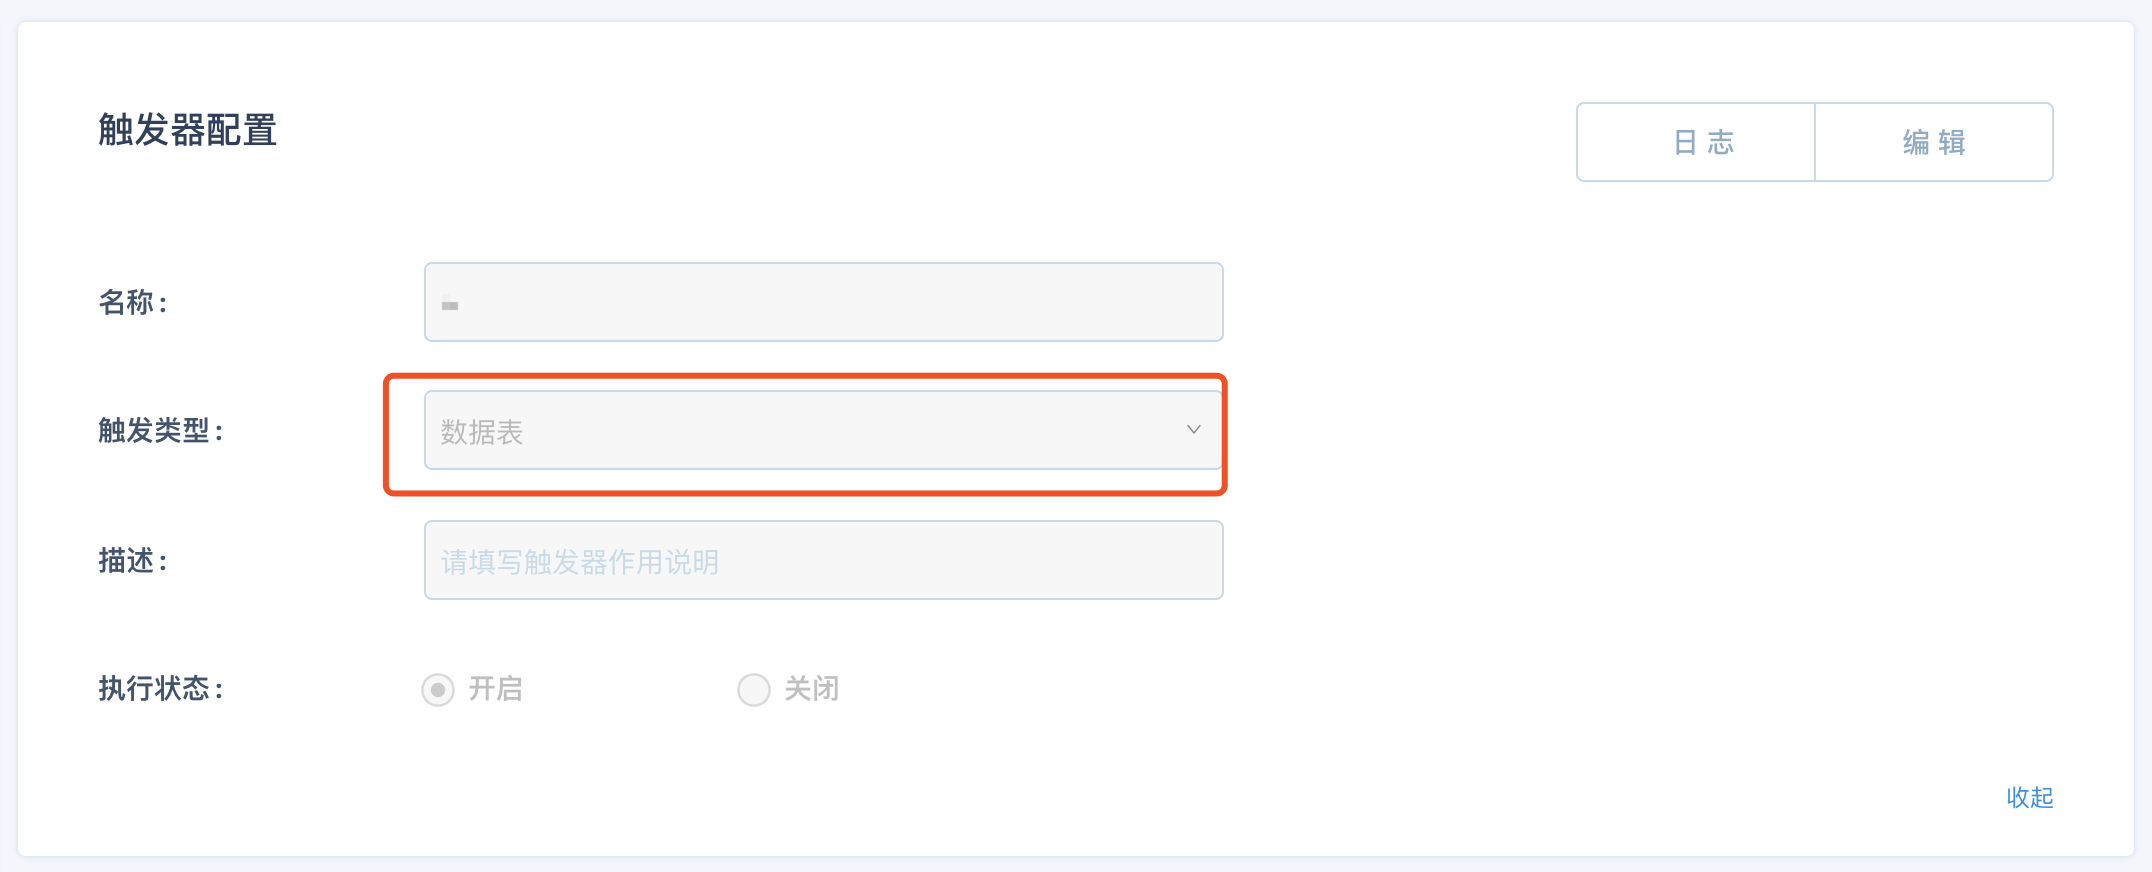 触发器配置
日志 编辑
名称：
触发类型： 数据表
描述： 请填写触发器作用说明
执行状态： 开启 关闭
收起